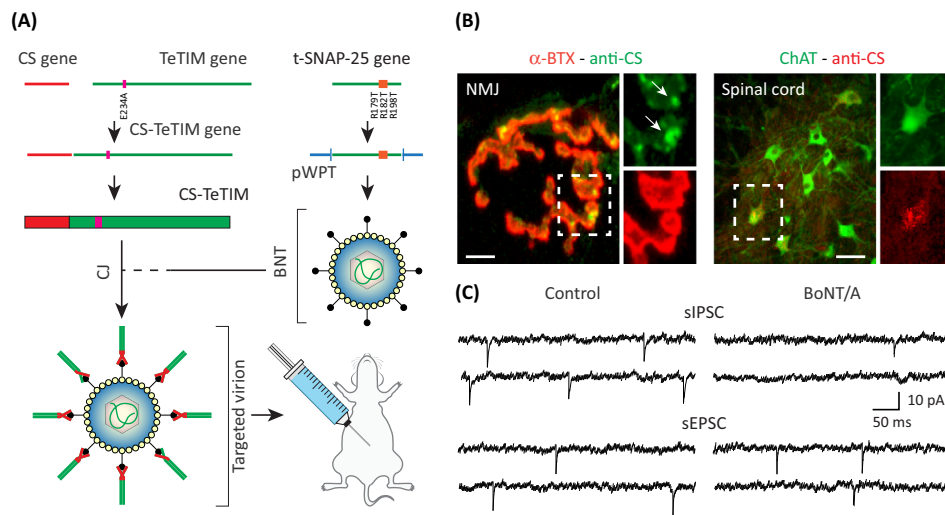 (A)
CS gene
TeTIM gene
t-SNAP-25 gene
E234A
R179T
R182T
R198T
CS-TeTIM gene
pWPT
CS-TeTIM
CJ
BNT
Targeted virion
(B)
α-BTX - anti-CS
ChAT - anti-CS
NMJ
Spinal cord
(C)
Control
BoNT/A
sIPSC
10 pA
50 ms
sEPSC